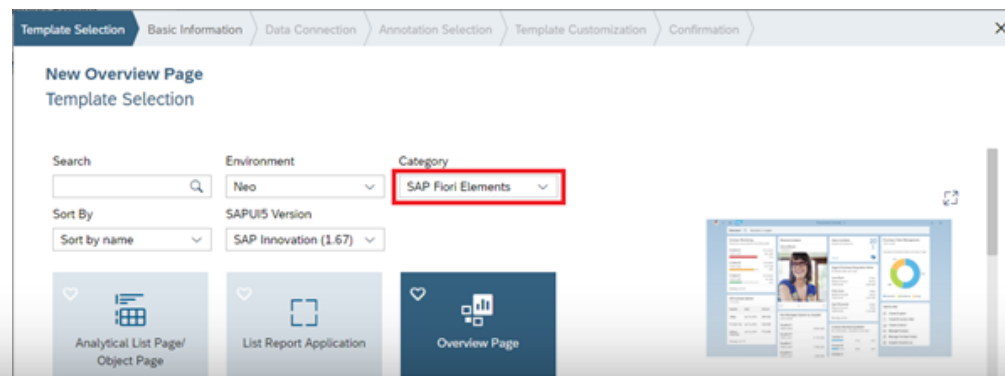 Template Selection
Basic Information
Data Connection
Annotation Selection
Template Customization
Confirmation
New Overview Page
Template Selection
Search
Environment
Category
Neo
SAP Fiori Elements
Sort By
SAPUI5 Version
Sort by name
SAP Innovation (1.67)
Analytical List Page/
Object Page
List Report Application
Overview Page